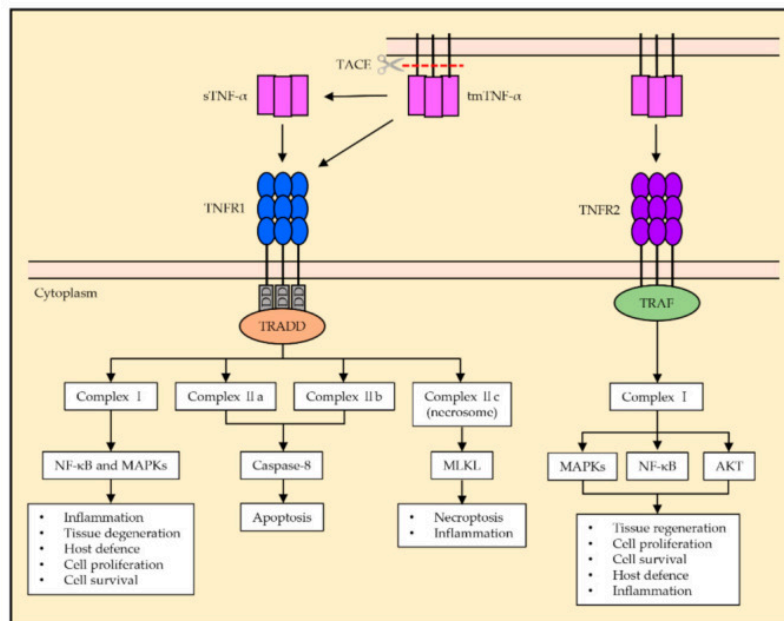 TACE
sTNF-α
tmTNF-α
TNFR1
TNFR2
Cytoplasm
TRADD
TRAF
Complex I
Complex IIa
Complex IIb
Complex IIc
(necrosome)
Complex I
NF-κB and MAPKs
Caspase-8
MLKL
MAPKs
NF-κB
AKT
• Inflammation
• Tissue degeneration
• Host defence
• Cell proliferation
• Cell survival
Apoptosis
• Necroptosis
• Inflammation
• Tissue regeneration
• Cell proliferation
• Cell survival
• Host defence
• Inflammation